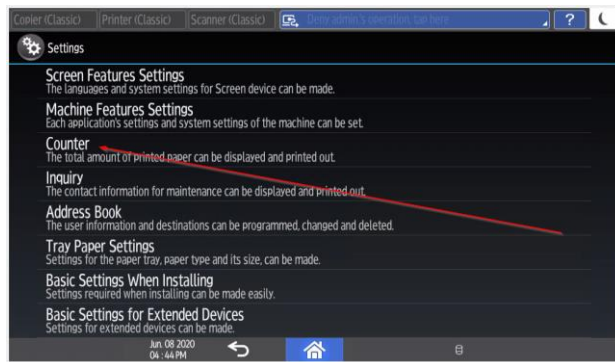 Copier (Classic) Printer (Classic) Scanner (Classic) Deny admin's operation, tap here. ?
Settings
Screen Features Settings
The languages and system settings for Screen device can be made.
Machine Features Settings
Each application's settings and system settings of the machine can be set.
Counter
The total amount of printed paper can be displayed and printed out.
Inquiry
The contact information for maintenance can be displayed and printed out.
Address Book
The user information and destinations can be programmed, changed and deleted.
Tray Paper Settings
Settings for the paper tray, paper type and its size, can be made.
Basic Settings When Installing
Settings required when installing can be made easily.
Basic Settings for Extended Devices
Settings for extended devices can be made.
Jun. 08 2020
04 : 44 PM